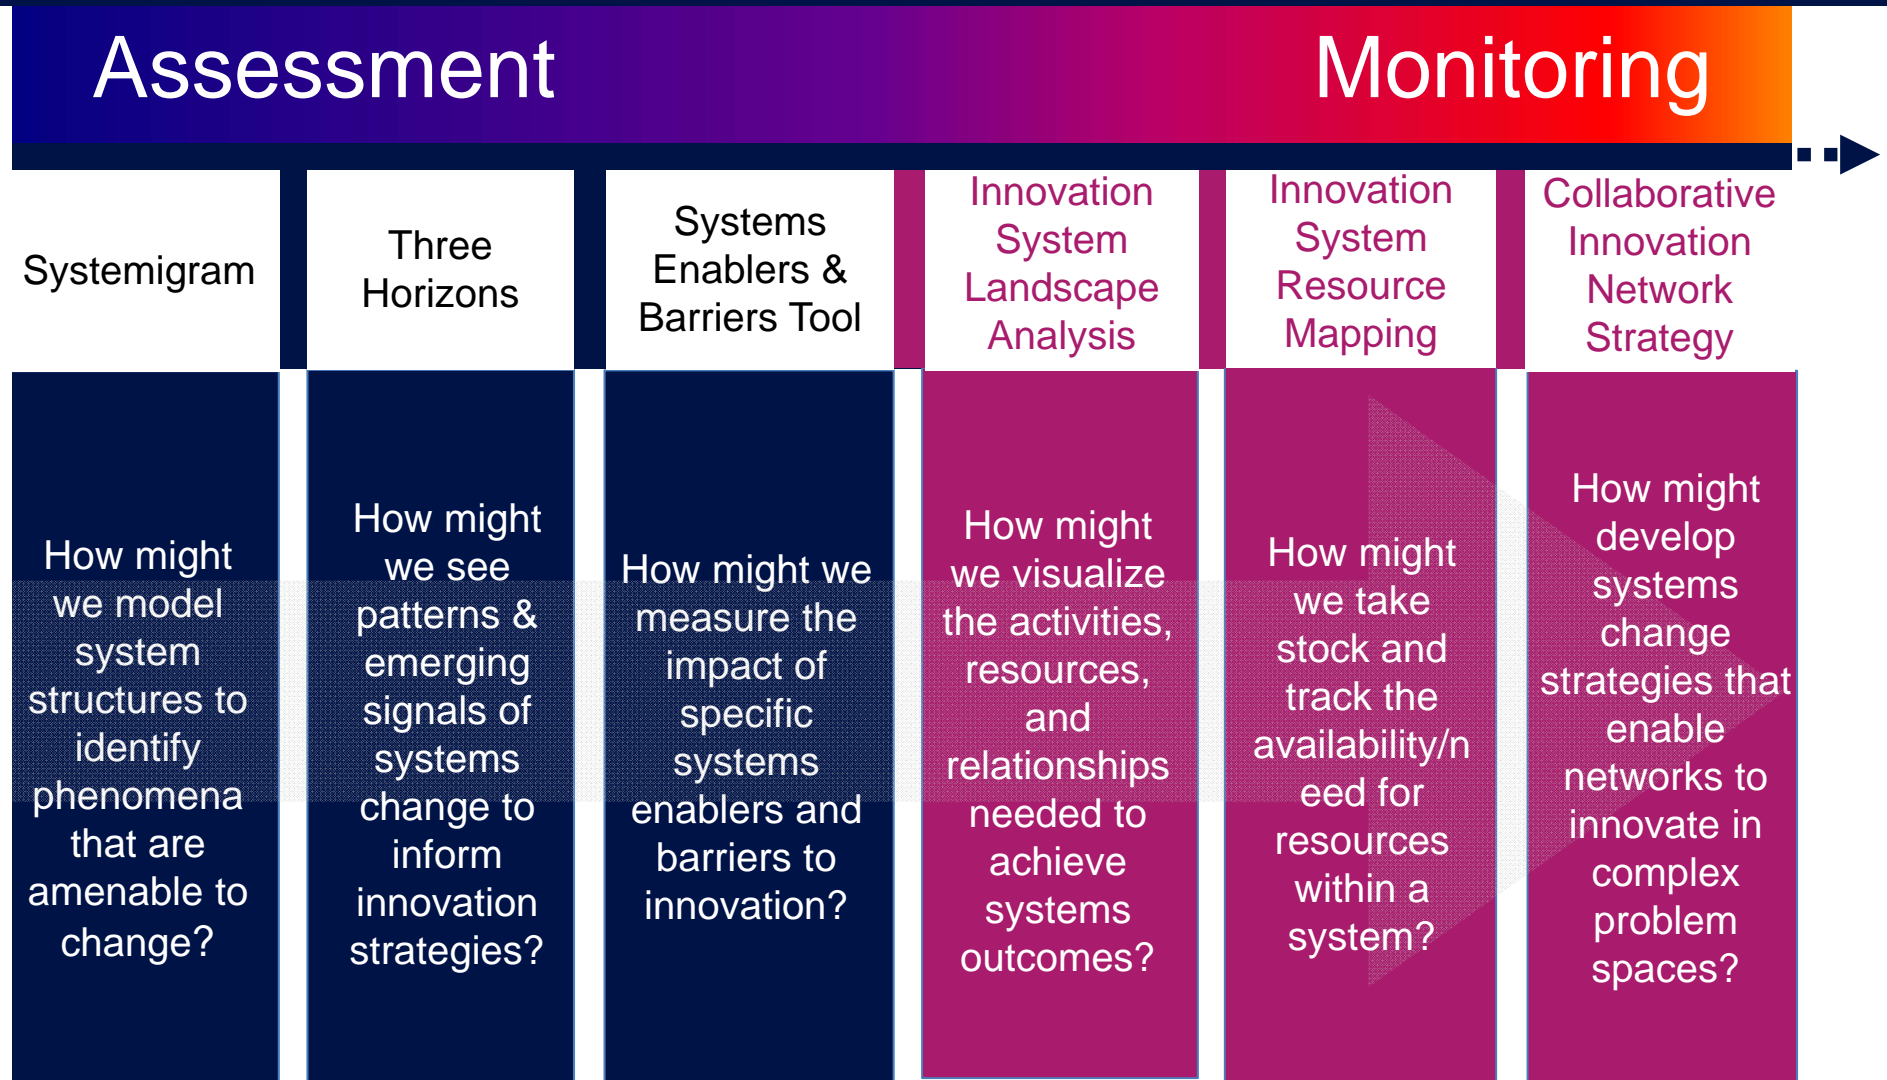 Assessment
Monitoring
Systemigram
Three
Horizons
Systems
Enablers &
Barriers Tool
Innovation
System
Landscape
Analysis
Innovation
System
Resource
Mapping
Collaborative
Innovation
Network
Strategy
How might
we model
system
structures to
identify
phenomena
that are
amenable to
change?
How might
we see
patterns &
emerging
signals of
systems
change to
inform
innovation
strategies?
How might we
measure the
impact of
specific
systems
enablers and
barriers to
innovation?
How might
we visualize
the activities,
resources,
and
relationships
needed to
achieve
systems
outcomes?
How might
we take
stock and
track the
availability/n
eed for
resources
within a
system?
How might
develop
systems
change
strategies that
enable
networks to
innovate in
complex
problem
spaces?